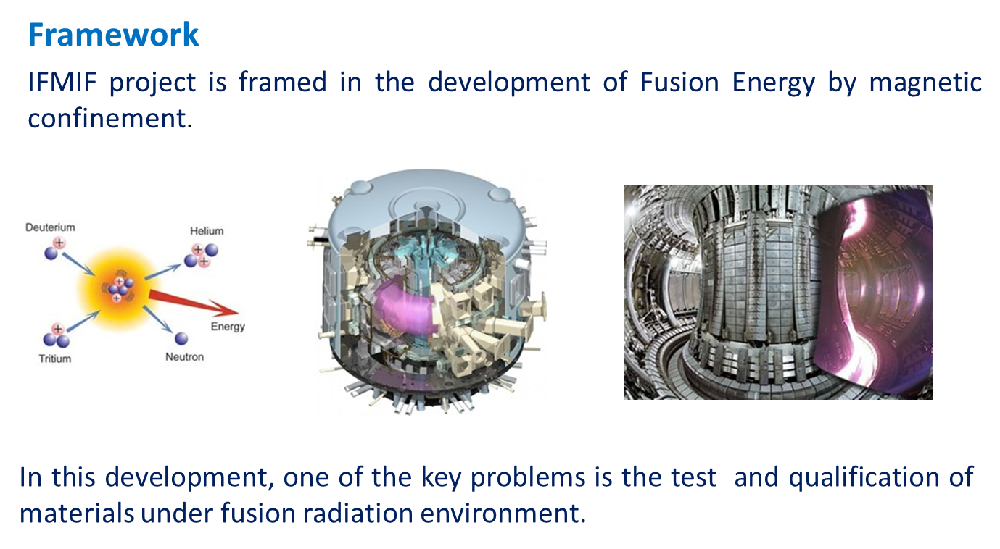 Framework
IFMIF project is framed in the development of Fusion Energy by magnetic
confinement.
Deuterium
Helium
Energy
Tritium
Neutron
In this development, one of the key problems is the test  and qualification of
materials under fusion radiation environment.